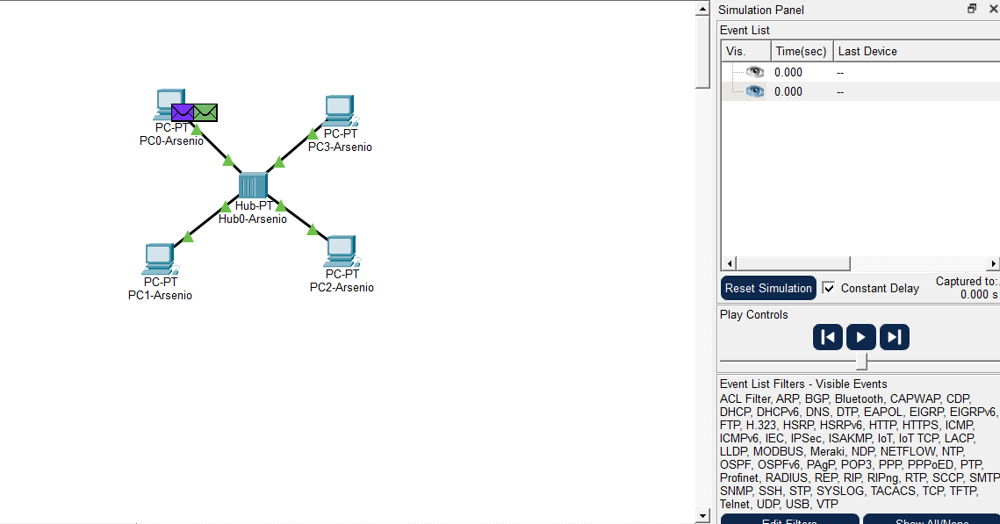 Simulation Panel
Event List
Vis. Time(sec) Last Device
0.000 --
0.000 --
PC-PT
PC0-Arsenio
PC-PT
PC3-Arsenio
Hub-PT
Hub0-Arsenio
PC-PT
PC1-Arsenio
PC-PT
PC2-Arsenio
Reset Simulation Constant Delay Captured to:
0.000 s
Play Controls
Event List Filters - Visible Events
ACL Filter, ARP, BGP, Bluetooth, CAPWAP, CDP,
DHCP, DHCPv6, DNS, DTP, EAPOL, EIGRP, EIGRPv6,
FTP, H.323, HSRP, HSRPv6, HTTP, HTTPS, ICMP,
ICMPv6, IEC, IPSec, ISAKMP, IoT, IoT TCP, LACP,
LLDP, MODBUS, Meraki, NDP, NETFLOW, NTP,
OSPF, OSPFv6, PAgP, POP3, PPP, PPPoED, PTP,
Profinet, RADIUS, REP, RIP, RIPng, RTP, SCCP, SMTP
SNMP, SSH, STP, SYSLOG, TACACS, TCP, TFTP,
Telnet, UDP, USB, VTP
Edit Filters Show All/None